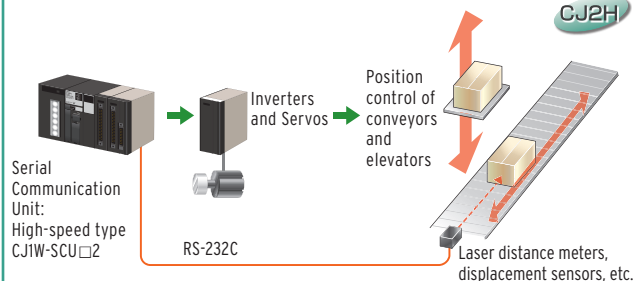 CJ2H
Inverters
and Servos
Position
control of
conveyors
and
elevators
Serial
Communication
Unit:
High-speed type
CJ1W-SCU□2
RS-232C
Laser distance meters,
displacement sensors, etc.